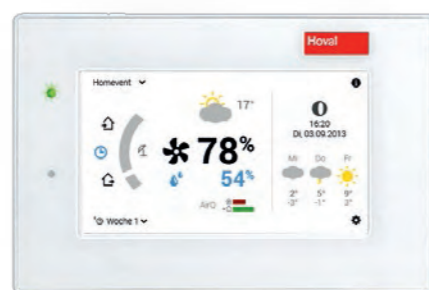 Hoval
Homevent
17°
16:20
Di, 03.09.2013
78%
54%
Mi Do Fr
2° 5° 9°
-3° -1° 3°
AirQ
Woche 1